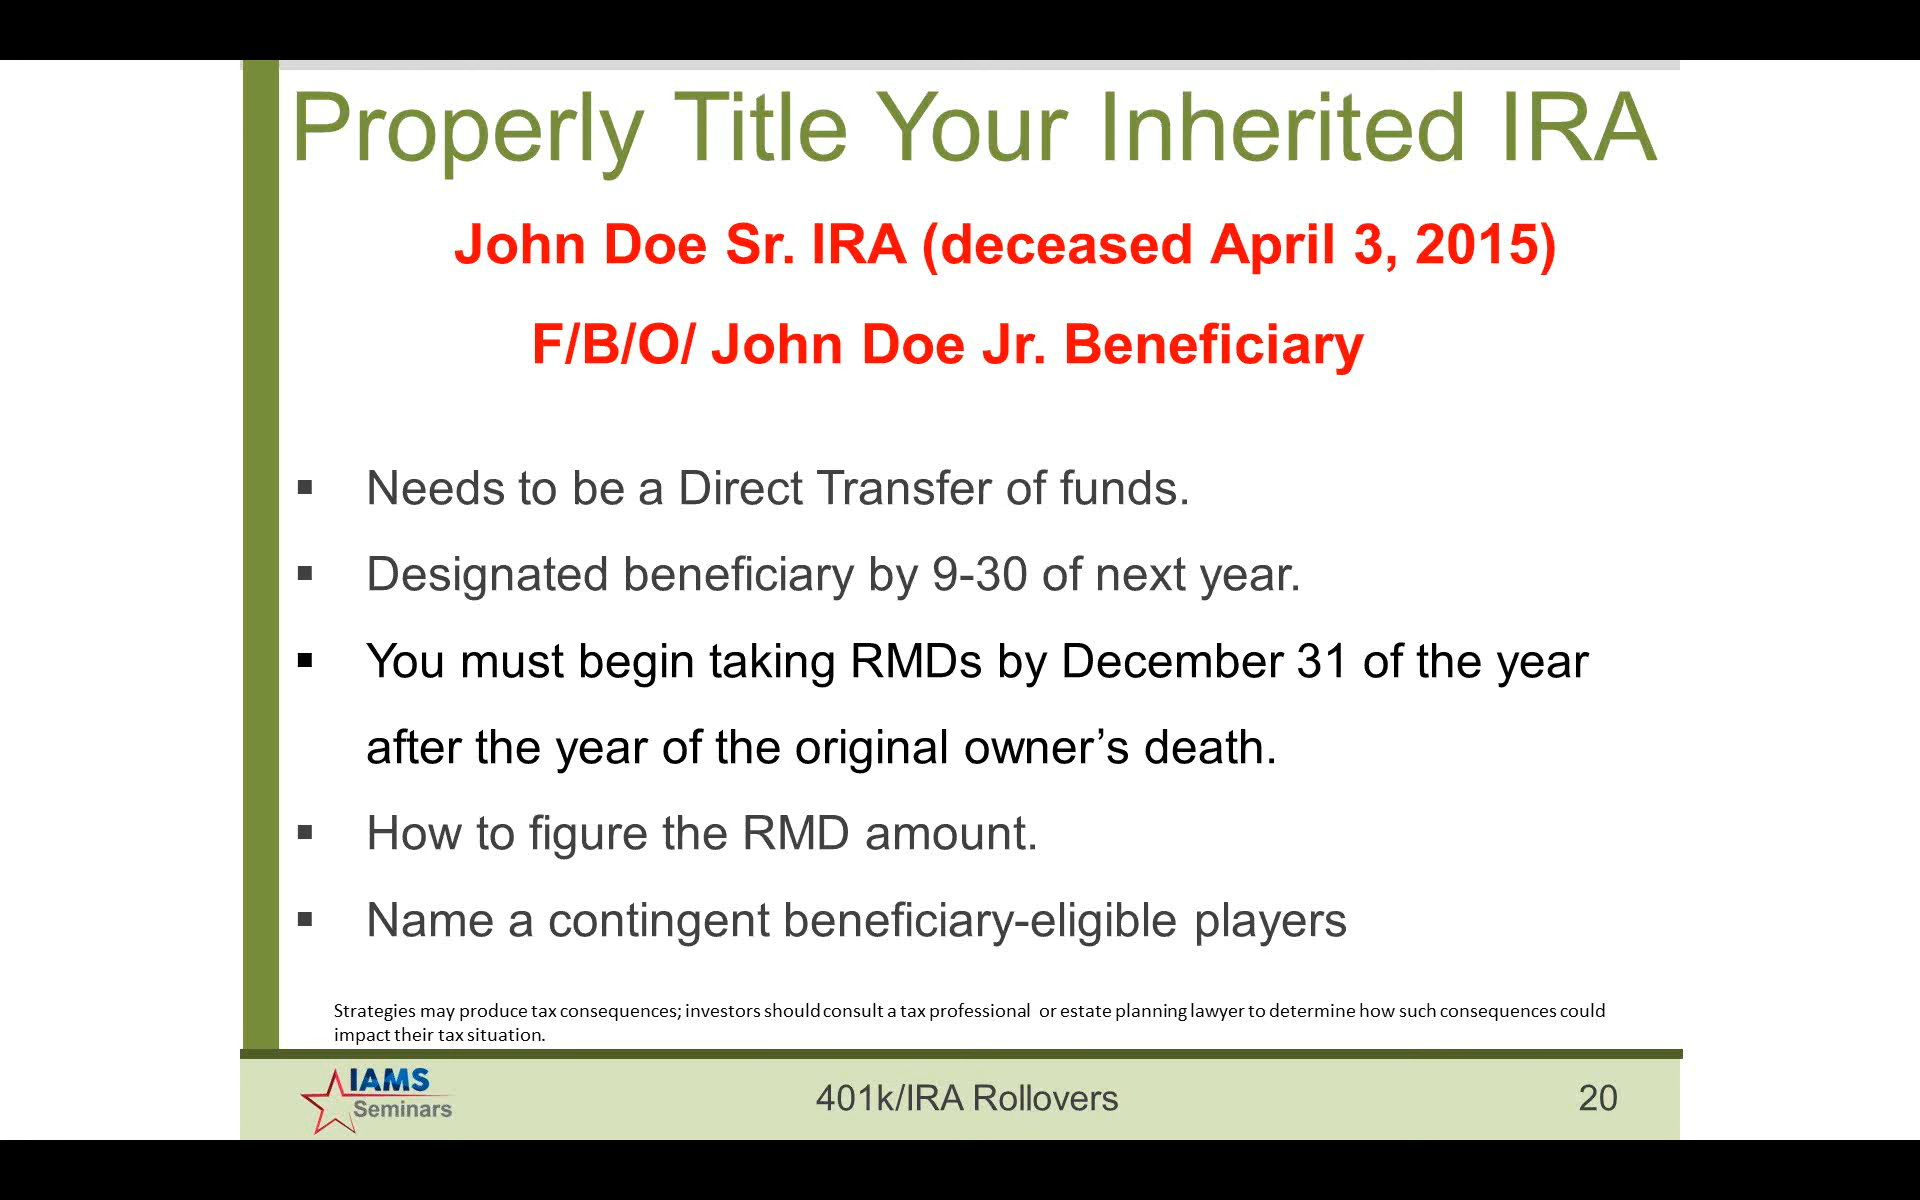 Properly Title Your Inherited IRA
John Doe Sr. IRA (deceased April 3, 2015)
F/B/O/ John Doe Jr. Beneficiary
▪ Needs to be a Direct Transfer of funds.
▪ Designated beneficiary by 9-30 of next year.
▪ You must begin taking RMDs by December 31 of the year
after the year of the original owner’s death.
▪ How to figure the RMD amount.
▪ Name a contingent beneficiary-eligible players
Strategies may produce tax consequences; investors should consult a tax professional or estate planning lawyer to determine how such consequences could
impact their tax situation.
IAMS
Seminars
401k/IRA Rollovers
20